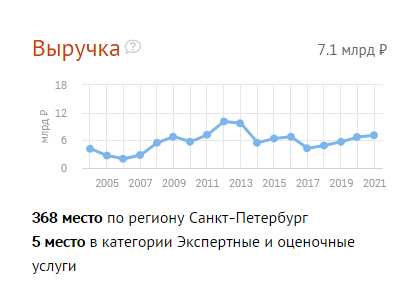 Выручка ?
7.1 млрд ₽
18
12
6
0
млрд ₽
2005 2007 2009 2011 2013 2015 2017 2019 2021
368 место по региону Санкт-Петербург
5 место в категории Экспертные и оценочные
услуги